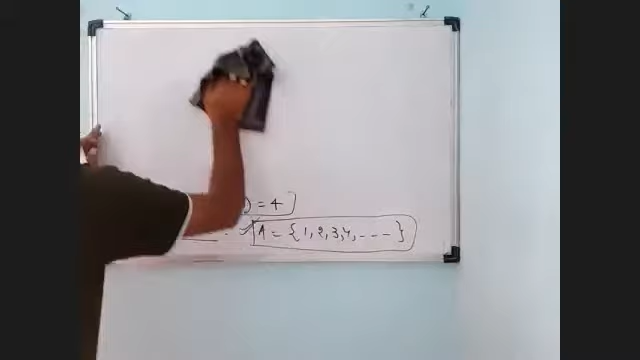 ) = 4
A = { 1, 2, 3, 4, - - - }